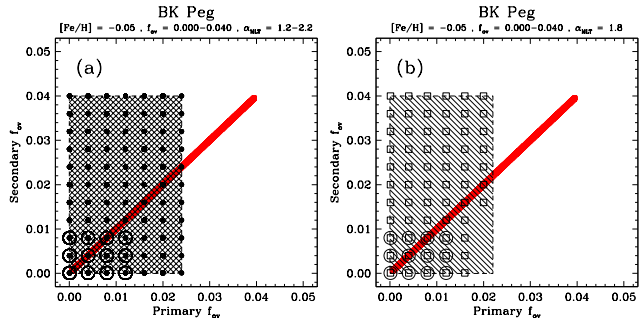 BK Peg
[Fe/H] = −0.05 , f_ov = 0.000−0.040 , α_MLT = 1.2−2.2
(a)
Secondary f_ov
0.05
0.04
0.03
0.02
0.01
0.00
0.00 0.01 0.02 0.03 0.04 0.05
Primary f_ov
BK Peg
[Fe/H] = −0.05 , f_ov = 0.000−0.040 , α_MLT = 1.8
(b)
Secondary f_ov
0.05
0.04
0.03
0.02
0.01
0.00
0.00 0.01 0.02 0.03 0.04 0.05
Primary f_ov